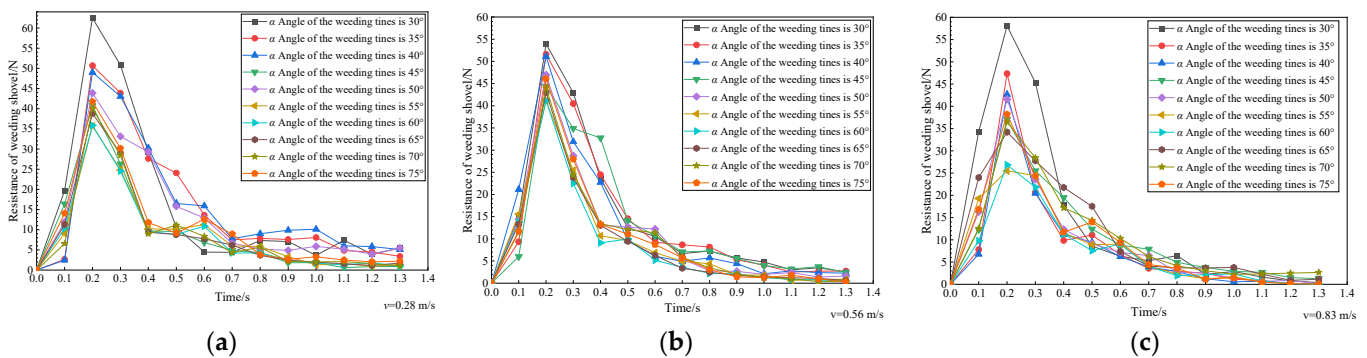 Resistance of weeding shovel/N
60
55
50
45
40
35
30
25
20
15
10
5
0
0.0 0.1 0.2 0.3 0.4 0.5 0.6 0.7 0.8 0.9 1.0 1.1 1.2 1.3 1.4
Time/s
v=0.28 m/s
α Angle of the weeding tines is 30°
α Angle of the weeding tines is 35°
α Angle of the weeding tines is 40°
α Angle of the weeding tines is 45°
α Angle of the weeding tines is 50°
α Angle of the weeding tines is 55°
α Angle of the weeding tines is 60°
α Angle of the weeding tines is 65°
α Angle of the weeding tines is 70°
α Angle of the weeding tines is 75°
(a)
Resistance of weeding shovel/N
60
55
50
45
40
35
30
25
20
15
10
5
0
0.0 0.1 0.2 0.3 0.4 0.5 0.6 0.7 0.8 0.9 1.0 1.1 1.2 1.3 1.4
Time/s
v=0.56 m/s
α Angle of the weeding tines is 30°
α Angle of the weeding tines is 35°
α Angle of the weeding tines is 40°
α Angle of the weeding tines is 45°
α Angle of the weeding tines is 50°
α Angle of the weeding tines is 55°
α Angle of the weeding tines is 60°
α Angle of the weeding tines is 65°
α Angle of the weeding tines is 70°
α Angle of the weeding tines is 75°
(b)
Resistance of weeding shovel/N
60
55
50
45
40
35
30
25
20
15
10
5
0
0.0 0.1 0.2 0.3 0.4 0.5 0.6 0.7 0.8 0.9 1.0 1.1 1.2 1.3 1.4
Time/s
v=0.83 m/s
α Angle of the weeding tines is 30°
α Angle of the weeding tines is 35°
α Angle of the weeding tines is 40°
α Angle of the weeding tines is 45°
α Angle of the weeding tines is 50°
α Angle of the weeding tines is 55°
α Angle of the weeding tines is 60°
α Angle of the weeding tines is 65°
α Angle of the weeding tines is 70°
α Angle of the weeding tines is 75°
(c)